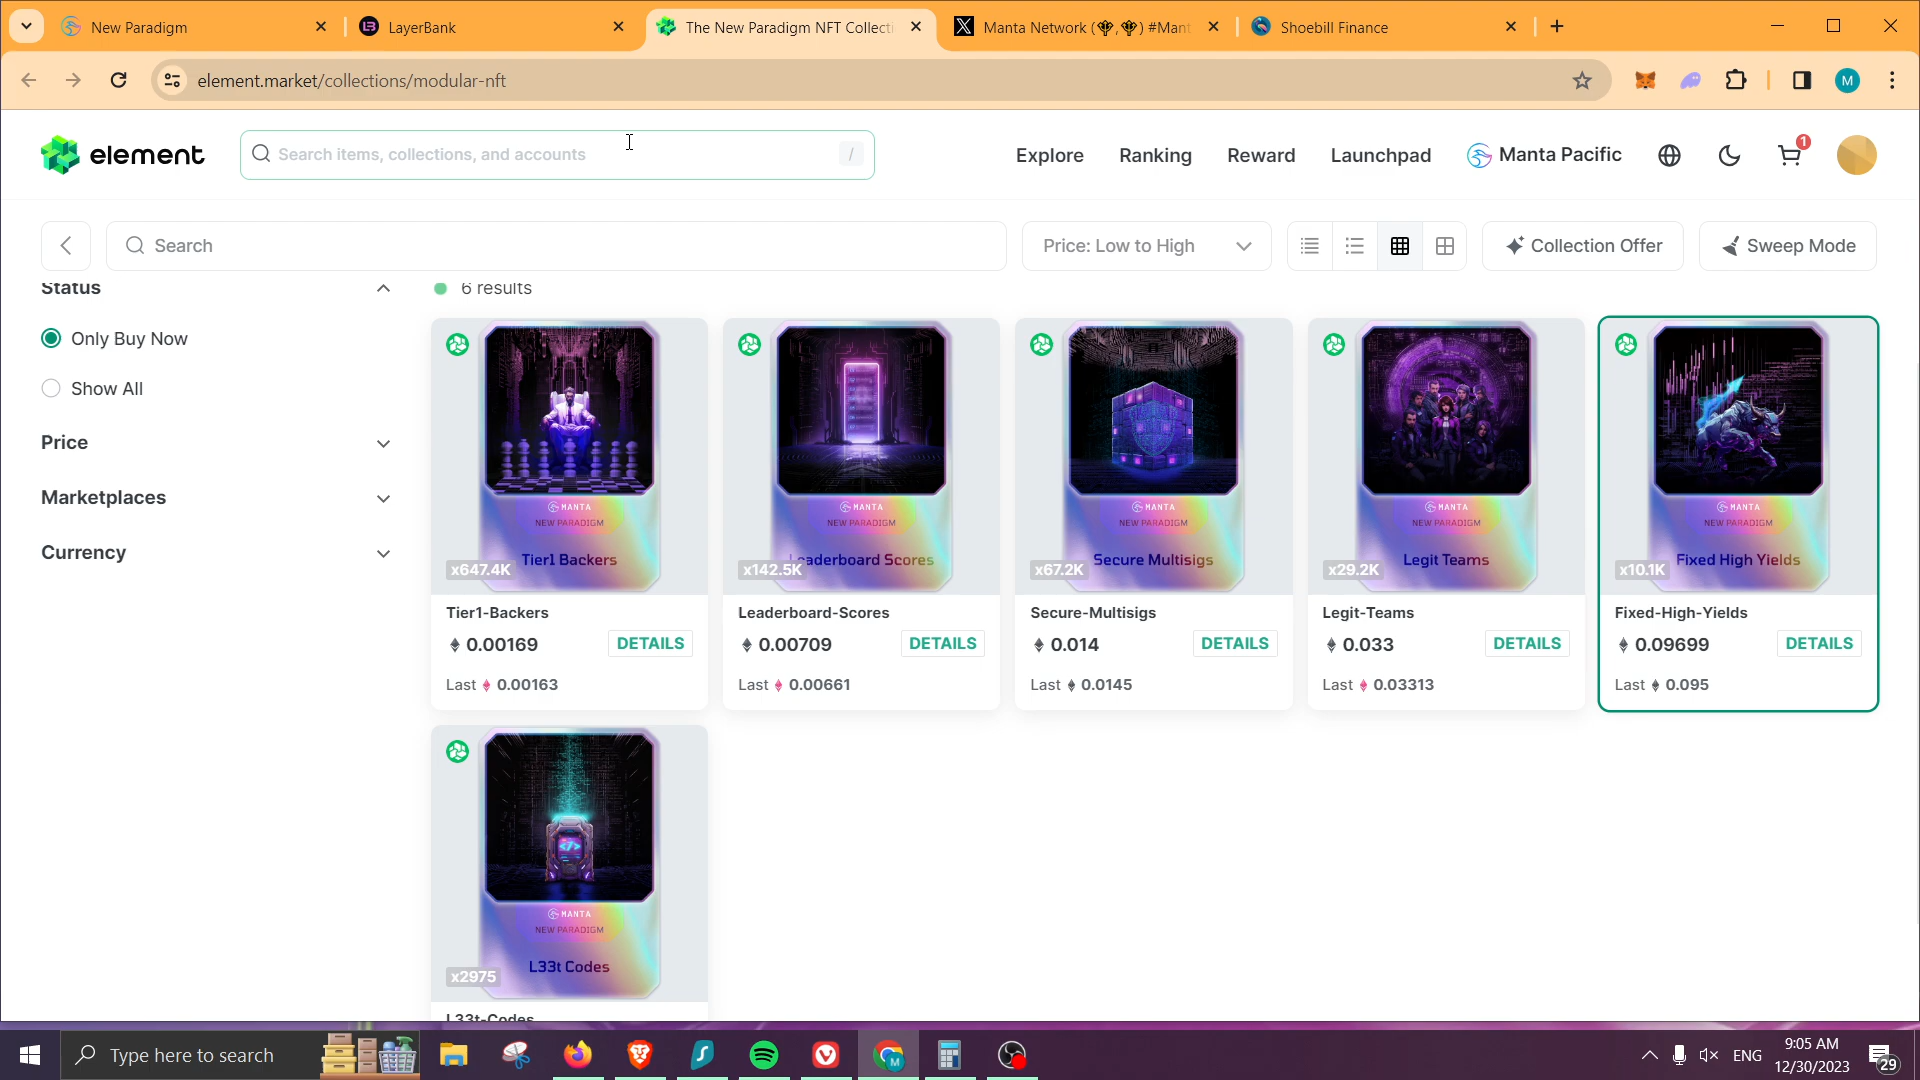 New Paradigm
LayerBank
The New Paradigm NFT Collecti
Manta Network (🔱,🔱) #Mant
Shoebill Finance
element.market/collections/modular-nft
M
element
Search items, collections, and accounts
/
Explore
Ranking
Reward
Launchpad
Manta Pacific
1
Search
Price: Low to High
Collection Offer
Sweep Mode
Status
6 results
Only Buy Now
Show All
Price
Marketplaces
Currency
MANTA
NEW PARADIGM
Tier1 Backers
x647.4K
Tier1-Backers
0.00169
DETAILS
Last 0.00163
MANTA
NEW PARADIGM
Leaderboard Scores
x142.5K
Leaderboard-Scores
0.00709
DETAILS
Last 0.00661
MANTA
NEW PARADIGM
Secure Multisigs
x67.2K
Secure-Multisigs
0.014
DETAILS
Last 0.0145
MANTA
NEW PARADIGM
Legit Teams
x29.2K
Legit-Teams
0.033
DETAILS
Last 0.03313
MANTA
NEW PARADIGM
Fixed High Yields
x10.1K
Fixed-High-Yields
0.09699
DETAILS
Last 0.095
MANTA
NEW PARADIGM
L33t Codes
x2975
L33t-Codes
Type here to search
M
ENG
9:05 AM
12/30/2023
29